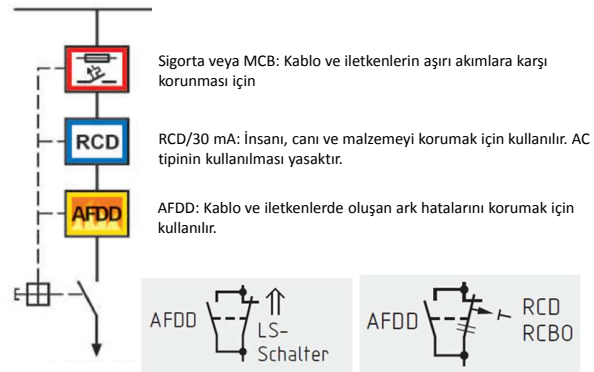 Sigorta veya MCB: Kablo ve iletkenlerin aşırı akımlara karşı
korunması için
RCD
RCD/30 mA: İnsanı, canı ve malzemeyi korumak için kullanılır. AC
tipinin kullanılması yasaktır.
AFDD
AFDD: Kablo ve iletkenlerde oluşan ark hatalarını korumak için
kullanılır.
AFDD
LS-
Schalter
AFDD
RCD
RCBO